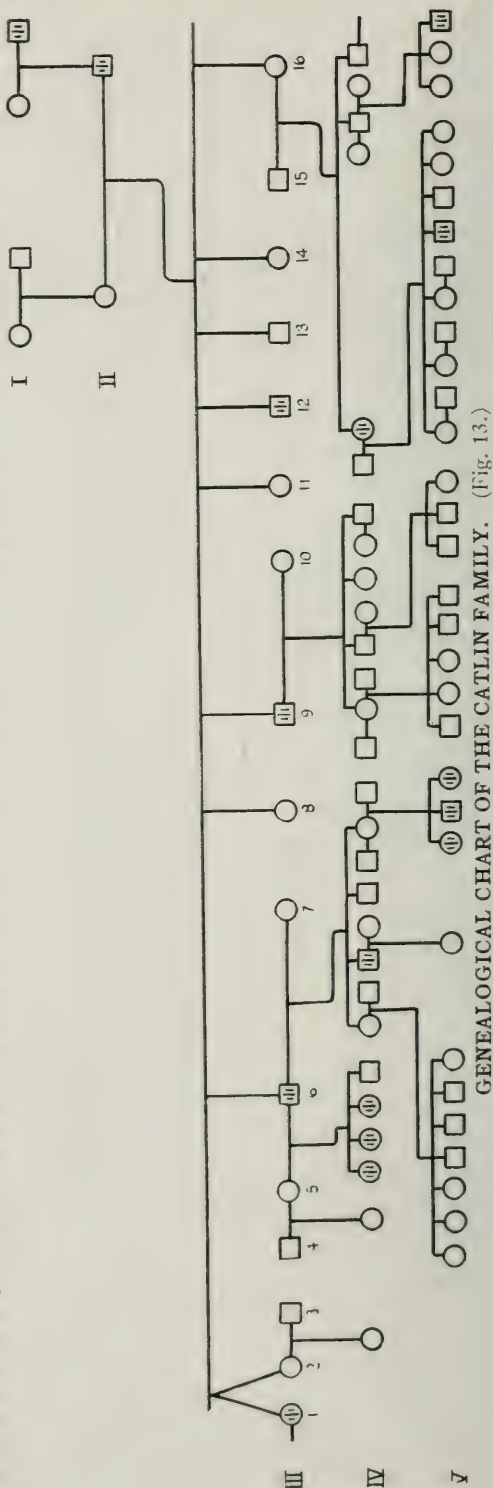 I
II
III
1 2 3 4 5 6 7 8 9 10 11 12 13 14 15 16
IV
V
GENEALOGICAL CHART OF THE CATLIN FAMILY. (Fig. 13.)